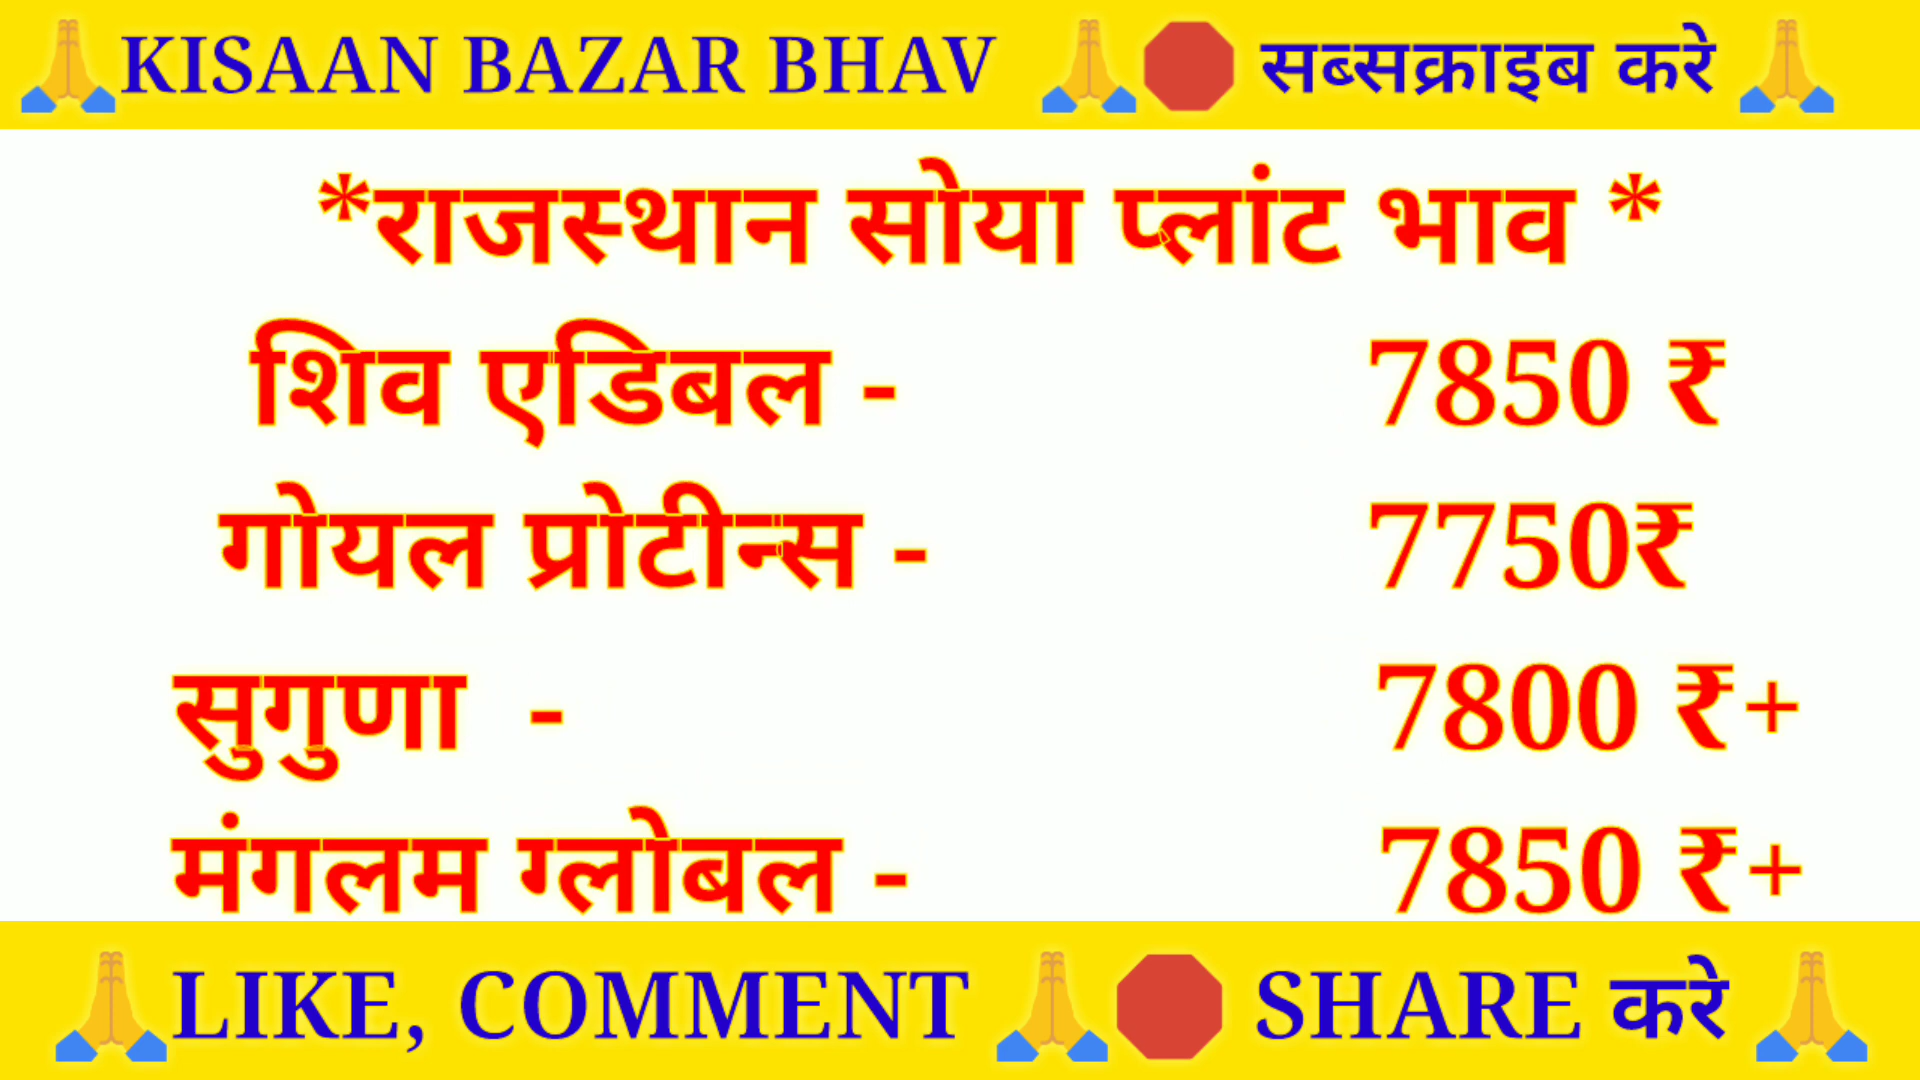 🙏KISAAN BAZAR BHAV 🙏🛑 सब्सक्राइब करे 🙏
*राजस्थान सोया प्लांट भाव *
शिव एडिबल - 7850 ₹
गोयल प्रोटीन्स - 7750₹
सुगुणा - 7800 ₹+
मंगलम ग्लोबल - 7850 ₹+
🙏LIKE, COMMENT 🙏🛑 SHARE करे 🙏